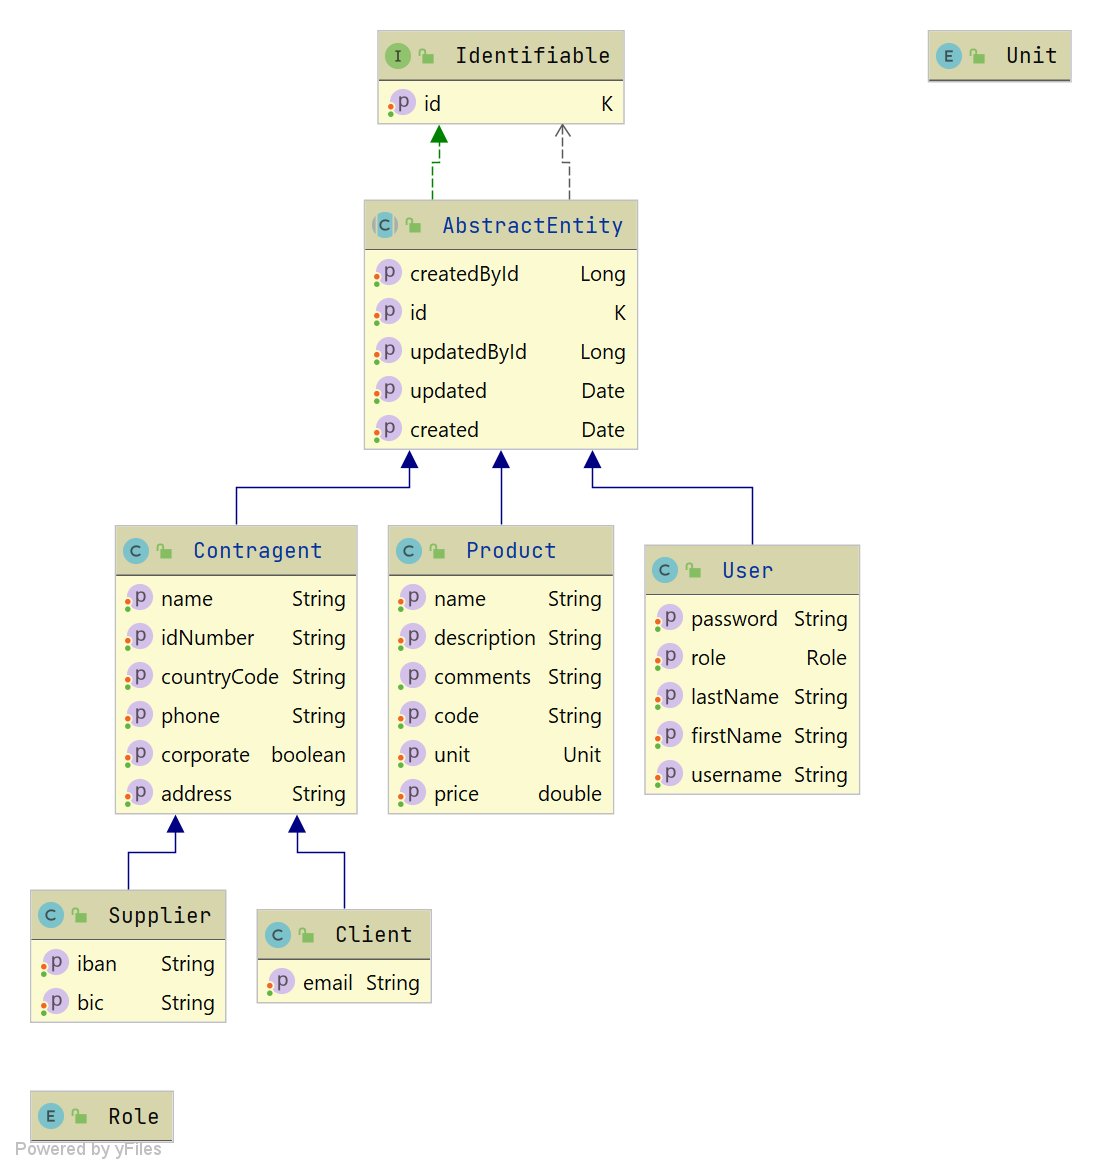 I Identifiable
p id K
E Unit
C AbstractEntity
p createdById Long
p id K
p updatedById Long
p updated Date
p created Date
C Contragent
p name String
p idNumber String
p countryCode String
p phone String
p corporate boolean
p address String
C Product
p name String
p description String
p comments String
p code String
p unit Unit
p price double
C User
p password String
p role Role
p lastName String
p firstName String
p username String
C Supplier
p iban String
p bic String
C Client
p email String
E Role
Powered by yFiles